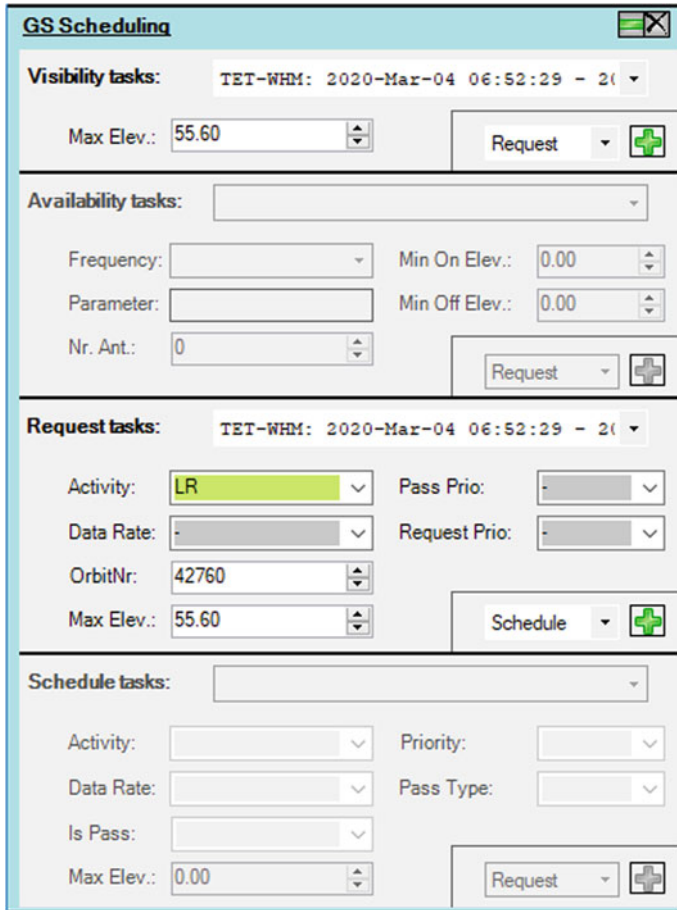 GS Scheduling
Visibility tasks: TET-WHM: 2020-Mar-04 06:52:29 - 2(
Max Elev.: 55.60 Request
Availability tasks:
Frequency: Min On Elev.: 0.00
Parameter: Min Off Elev.: 0.00
Nr. Ant.: 0
Request
Request tasks: TET-WHM: 2020-Mar-04 06:52:29 - 2(
Activity: LR Pass Prio: -
Data Rate: - Request Prio: -
OrbitNr: 42760
Max Elev.: 55.60 Schedule
Schedule tasks:
Activity: Priority:
Data Rate: Pass Type:
Is Pass:
Max Elev.: 0.00 Request